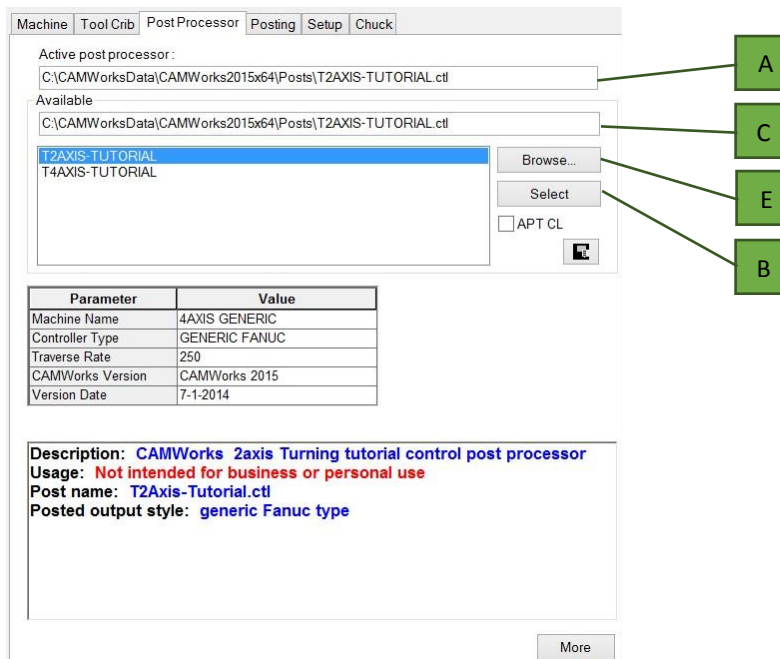 Machine Tool Crib Post Processor Posting Setup Chuck
Active post processor :
C:\CAMWorksData\CAMWorks2015x64\Posts\T2AXIS-TUTORIAL.ctl
A
Available
C:\CAMWorksData\CAMWorks2015x64\Posts\T2AXIS-TUTORIAL.ctl
C
T2AXIS-TUTORIAL
T4AXIS-TUTORIAL
Browse...
E
Select
APT CL
B
Parameter Value
Machine Name 4AXIS GENERIC
Controller Type GENERIC FANUC
Traverse Rate 250
CAMWorks Version CAMWorks 2015
Version Date 7-1-2014
Description: CAMWorks 2axis Turning tutorial control post processor
Usage: Not intended for business or personal use
Post name: T2Axis-Tutorial.ctl
Posted output style: generic Fanuc type
More